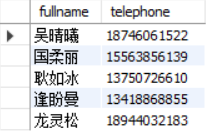 fullname telephone
吴晴曦 18746061522
国柔丽 15563856139
耿如冰 13750726610
逄盼曼 13418868855
龙灵松 18944032183